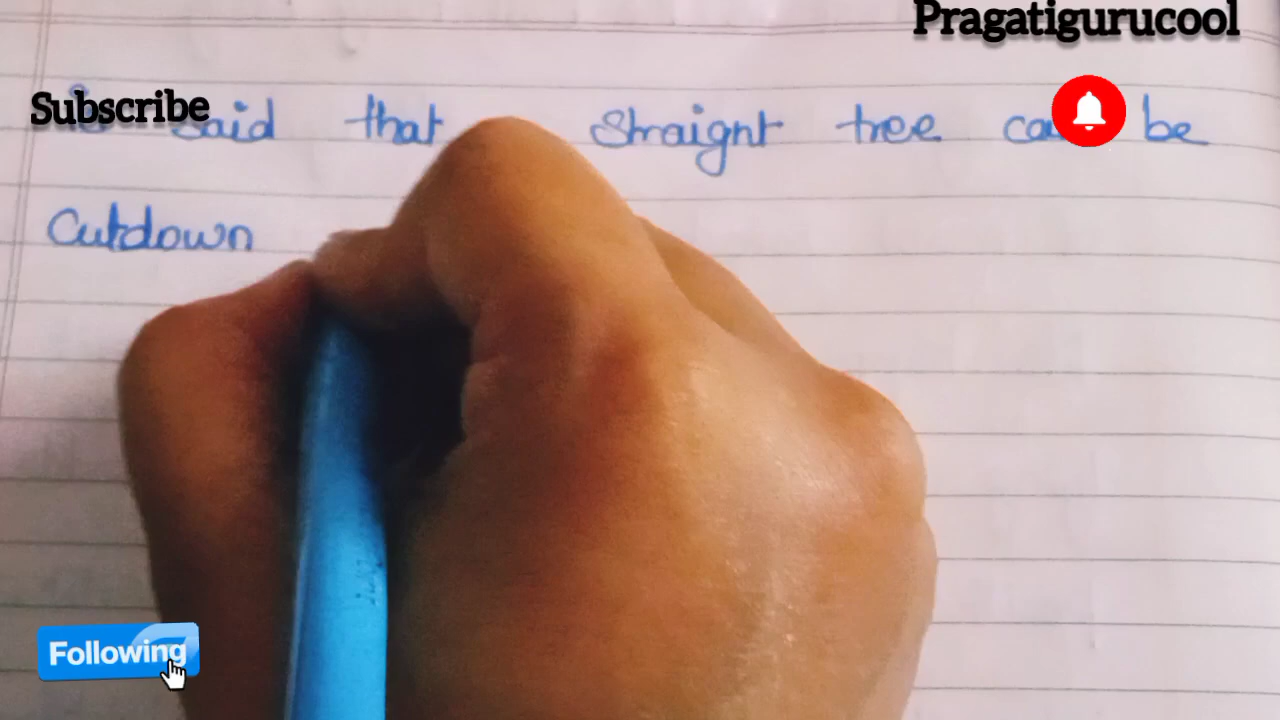 Pragatigurucool
Subscribe
said that straight tree be
Cutdown
Following